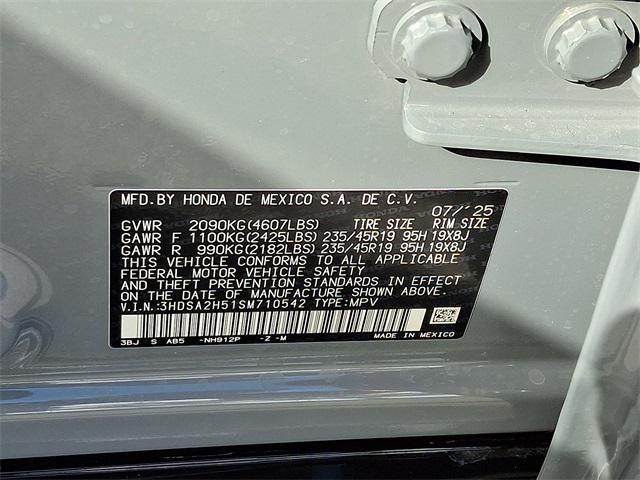 MFD.BY HONDA DE MEXICO S.A. DE C.V.
07/'25
GVWR 2090KG(4607LBS) TIRE SIZE RIM SIZE
GAWR F 1100KG(2425LBS) 235/45R19 95H 19X8J
GAWR R 990KG(2182LBS) 235/45R19 95H 19X8J
THIS VEHICLE CONFORMS TO ALL APPLICABLE
FEDERAL MOTOR VEHICLE SAFETY
AND THEFT PREVENTION STANDARDS IN EFFECT
ON THE DATE OF MANUFACTURE SHOWN ABOVE.
V.I.N.:3HDSA2H51SM710542 TYPE:MPV
3BJ S AB5 -NH912P -Z -M MADE IN MEXICO